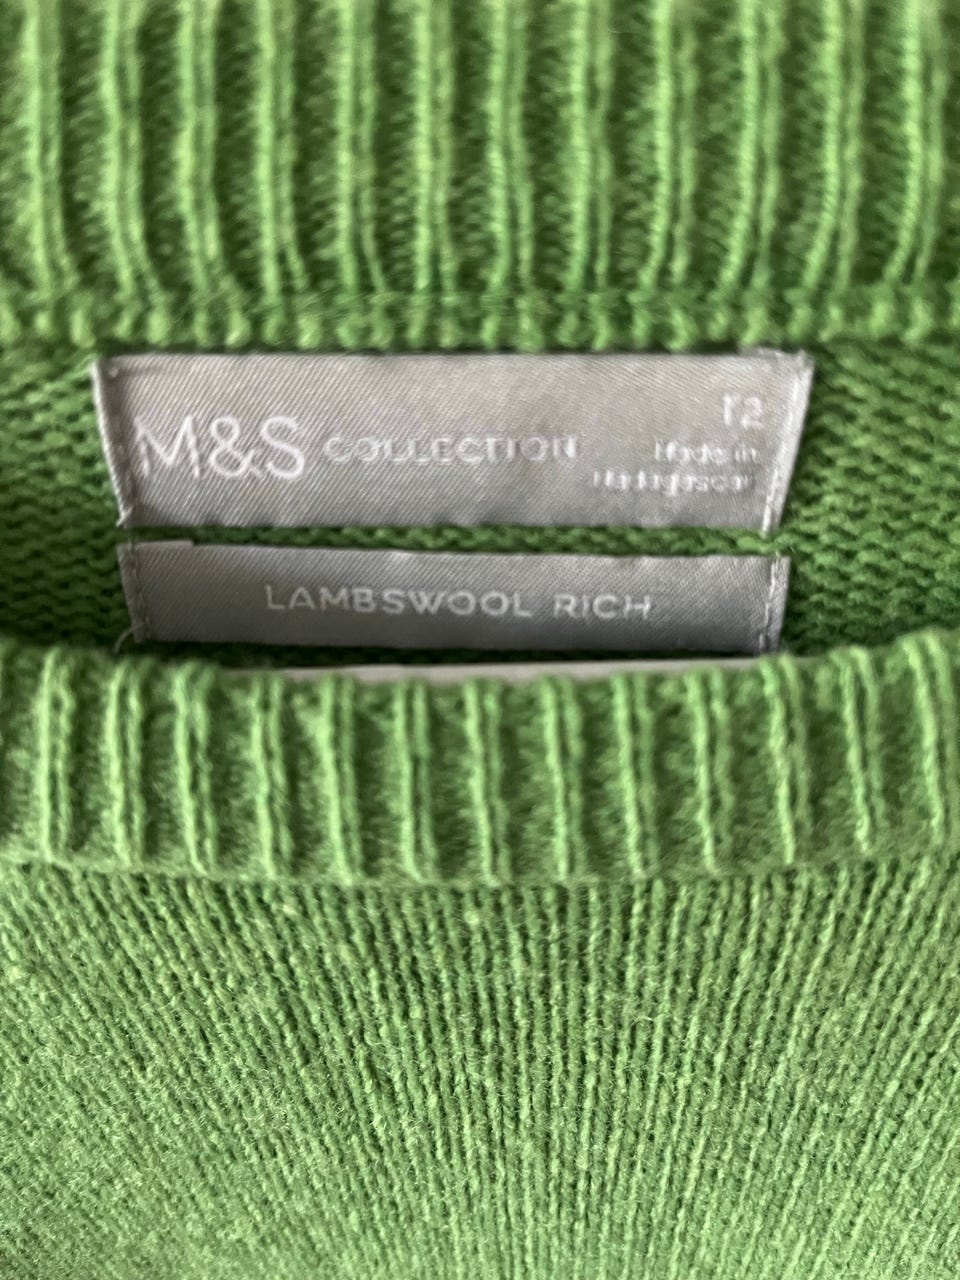 M&S COLLECTION
12
Made in
Madagascar
LAMBSWOOL RICH